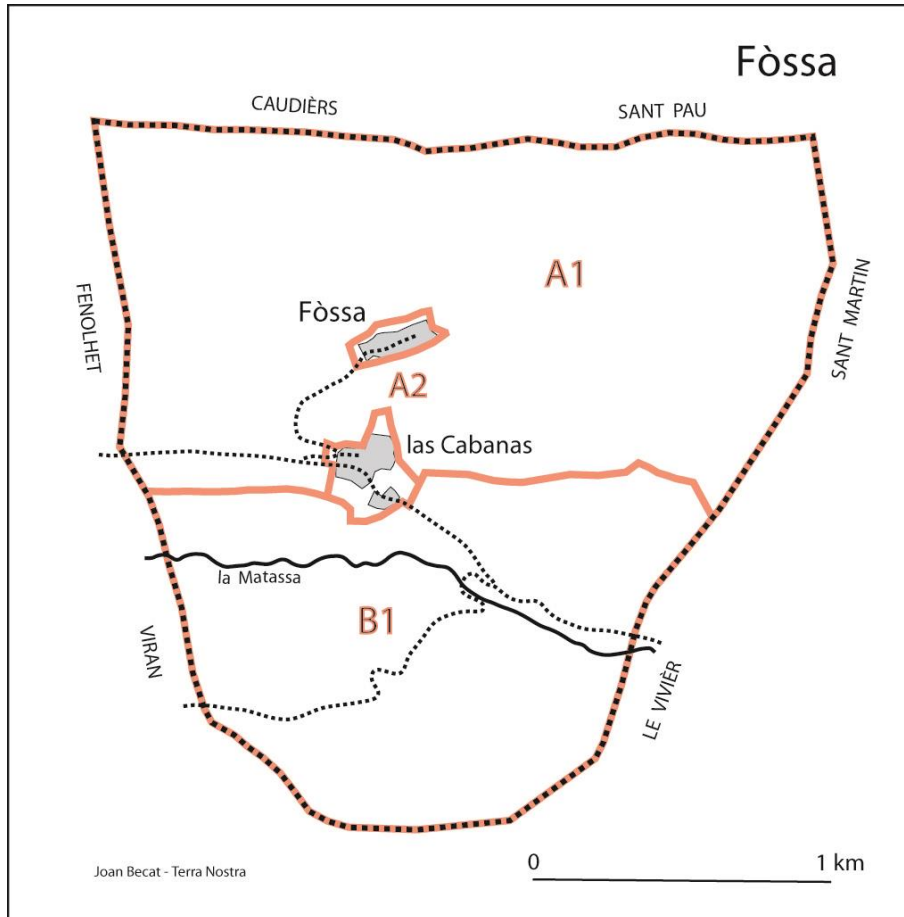 Fòssa
CAUDIÈRS
SANT PAU
A1
FENOLHET
SANT MARTIN
Fòssa
A2
las Cabanas
la Matassa
B1
VIRAN
LE VIVIÈR
Joan Becat - Terra Nostra
0
1 km